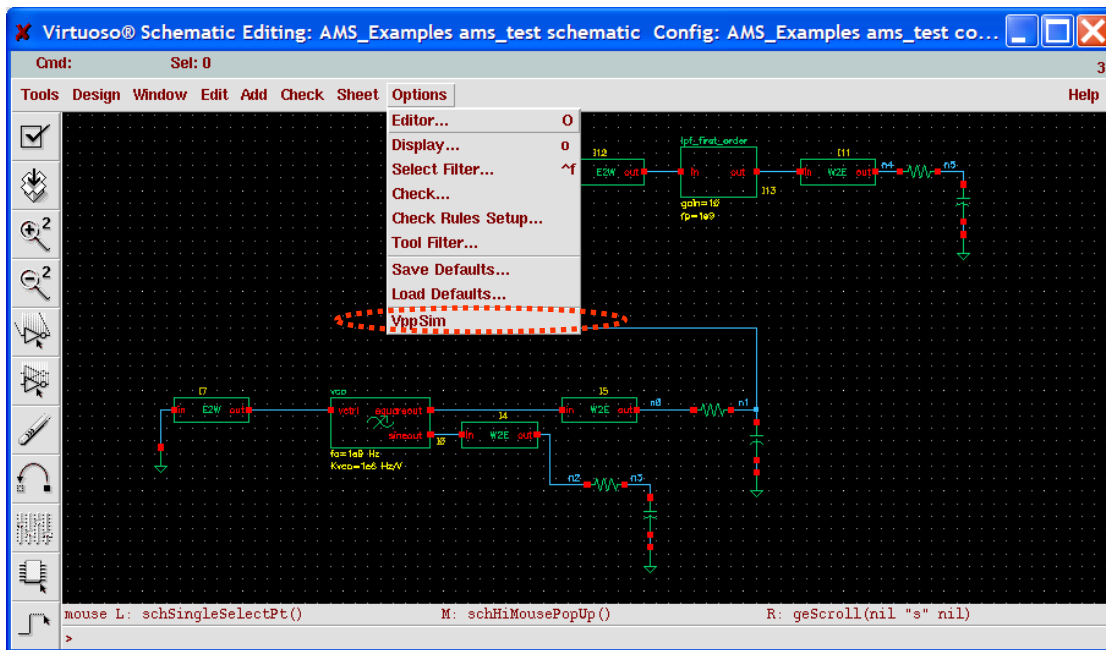 Virtuoso® Schematic Editing: AMS_Examples ams_test schematic Config: AMS_Examples ams_test co...
Cmd: Sel: 0 3
Tools Design Window Edit Add Check Sheet Options Help
Editor... O
Display... o
Select Filter... ^f
Check...
Check Rules Setup...
Tool Filter...
Save Defaults...
Load Defaults...
VppSim
2
2
I12
E2W out
lpf_first_order
in out
I13
gain=10
fp=1e9
I11
in W2E out
n4 n5
I7
in E2W out
vco
vctrl squareout
sineout
I0
fo=1e9 Hz
Kvco=1e6 Hz/V
I4
in W2E out
I5
in W2E out
n0 n1
n2 n3
mouse L: schSingleSelectPt() M: schHiMousePopUp() R: geScroll(nil "s" nil)
>